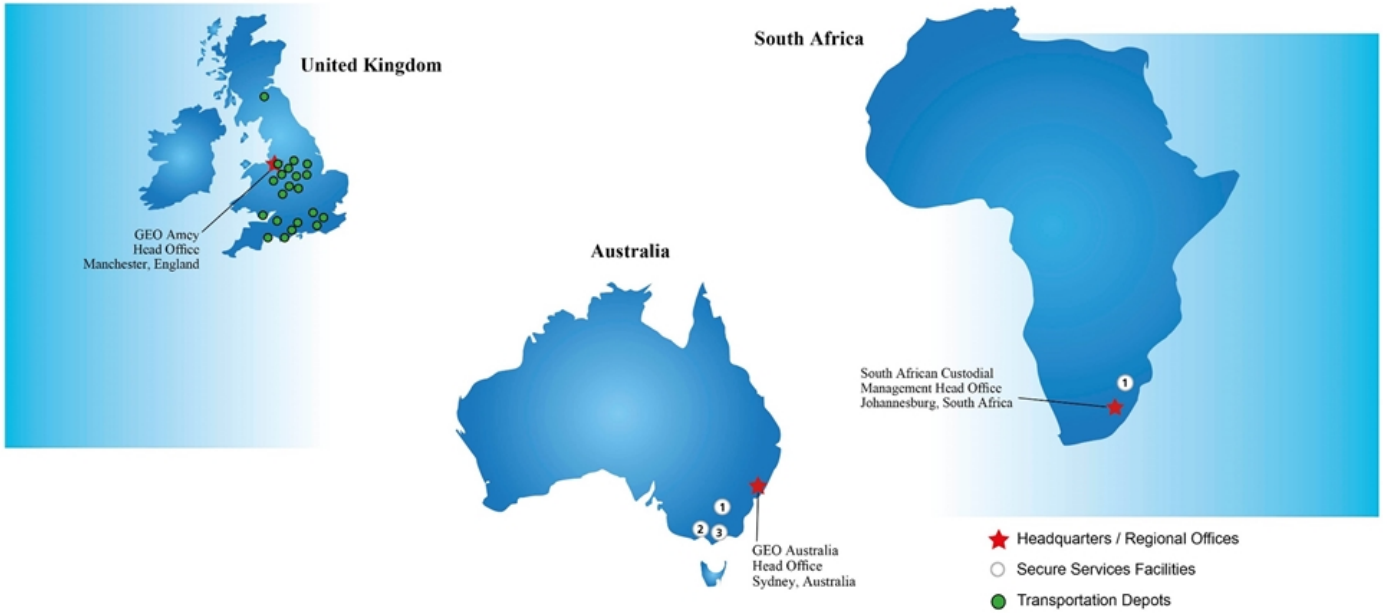 United Kingdom
GEO Amey
Head Office
Manchester, England
Australia
1
2
3
GEO Australia
Head Office
Sydney, Australia
South Africa
1
South African Custodial
Management Head Office
Johannesburg, South Africa
Headquarters / Regional Offices
Secure Services Facilities
Transportation Depots